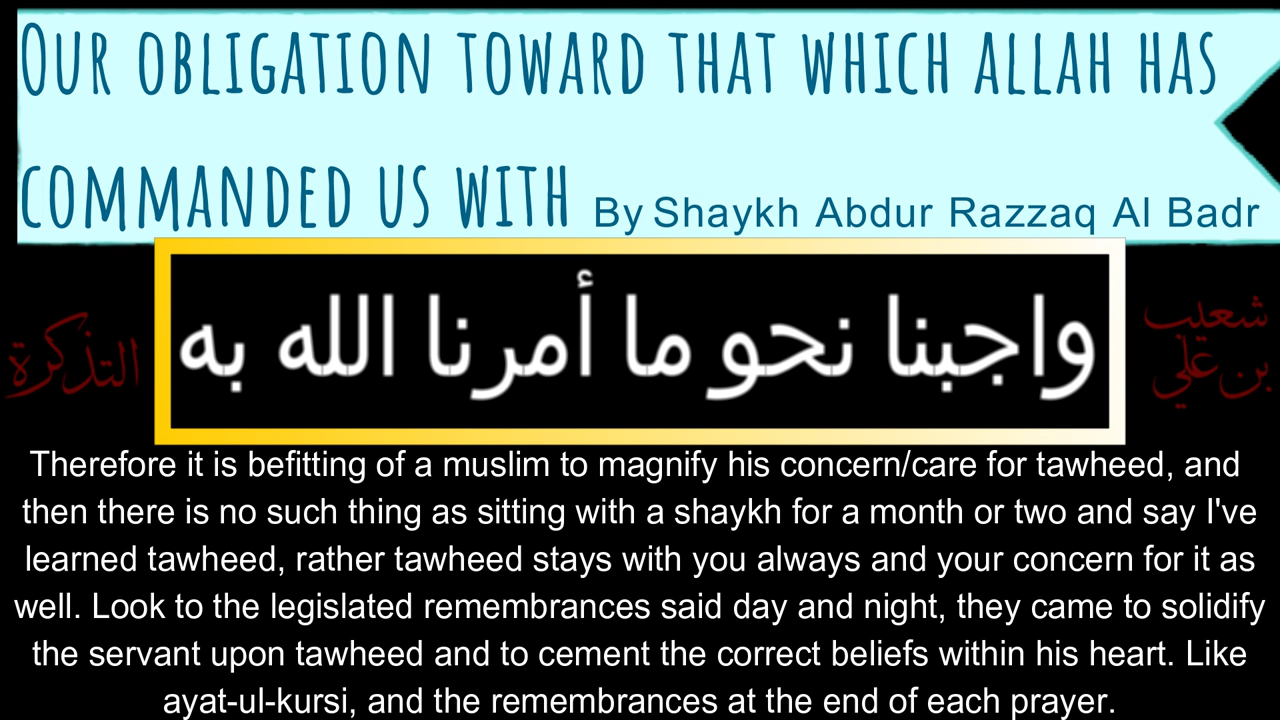 Our obligation toward that which Allah has
commanded us with By Shaykh Abdur Razzaq Al Badr
واجبنا نحو ما أمرنا الله به
شعيب
بن علي
التذكرة
Therefore it is befitting of a muslim to magnify his concern/care for tawheed, and
then there is no such thing as sitting with a shaykh for a month or two and say I've
learned tawheed, rather tawheed stays with you always and your concern for it as
well. Look to the legislated remembrances said day and night, they came to solidify
the servant upon tawheed and to cement the correct beliefs within his heart. Like
ayat-ul-kursi, and the remembrances at the end of each prayer.